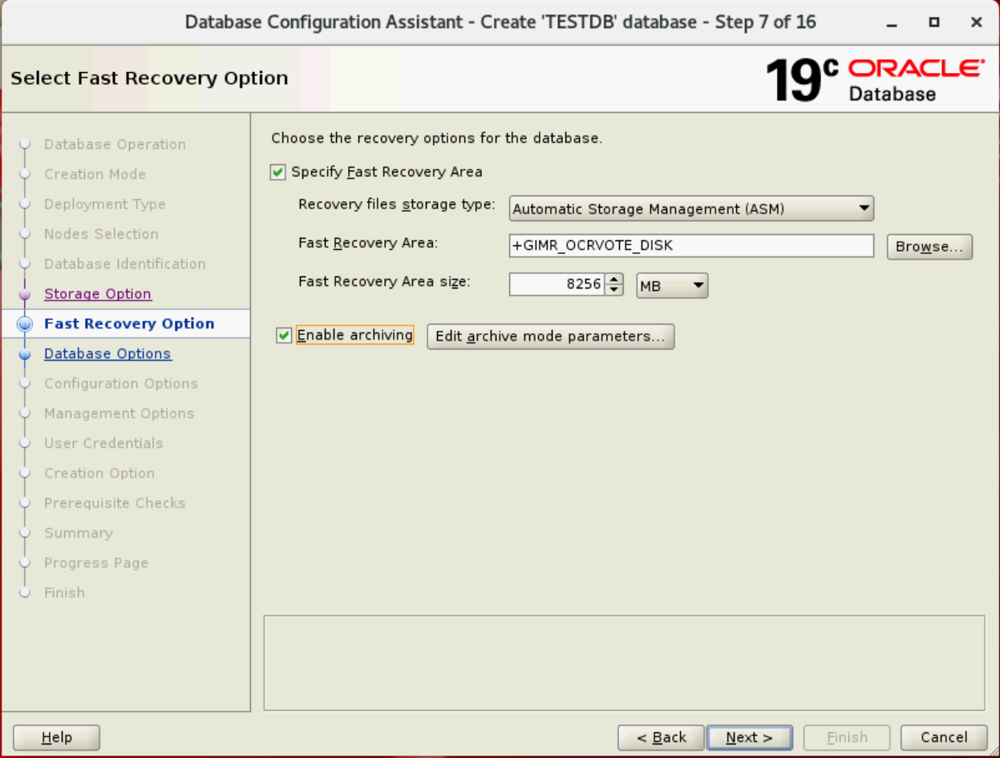 Database Configuration Assistant - Create 'TESTDB' database - Step 7 of 16
Select Fast Recovery Option
19c ORACLE
Database
Database Operation
Creation Mode
Deployment Type
Nodes Selection
Database Identification
Storage Option
Fast Recovery Option
Database Options
Configuration Options
Management Options
User Credentials
Creation Option
Prerequisite Checks
Summary
Progress Page
Finish
Choose the recovery options for the database.
Specify Fast Recovery Area
Recovery files storage type: Automatic Storage Management (ASM)
Fast Recovery Area: +GIMR_OCRVOTE_DISK Browse...
Fast Recovery Area size: 8256 MB
Enable archiving Edit archive mode parameters...
Help < Back Next > Finish Cancel